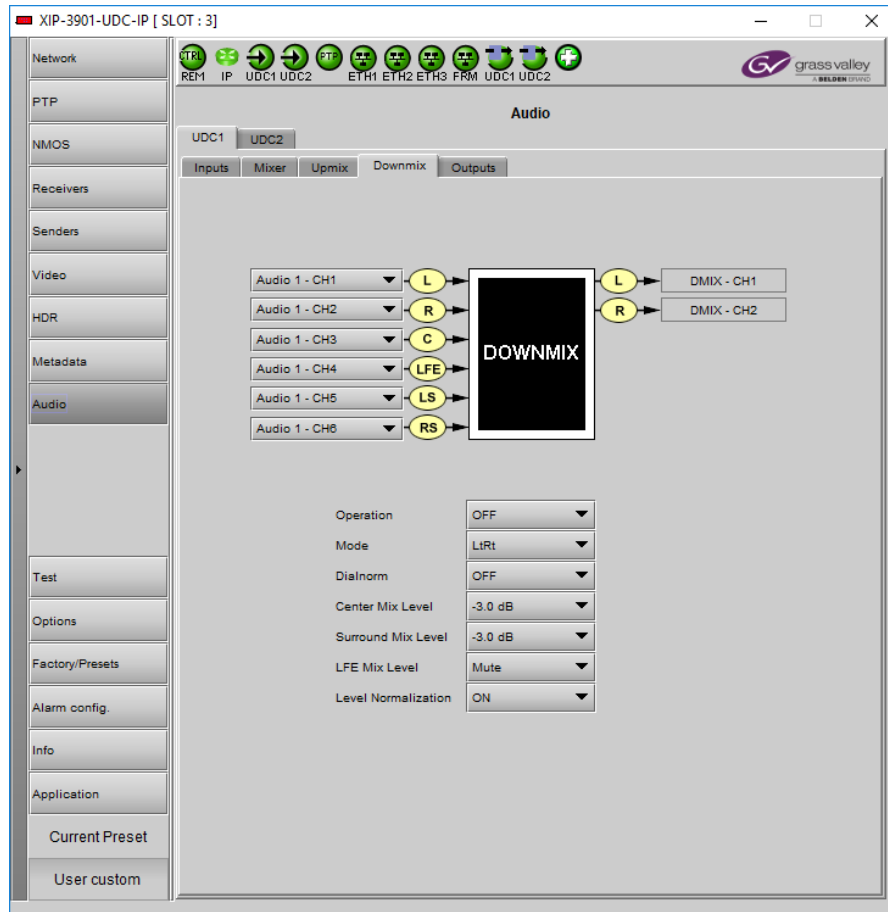 XIP-3901-UDC-IP [ SLOT : 3]
Network
PTP
NMOS
Receivers
Senders
Video
HDR
Metadata
Audio
Test
Options
Factory/Presets
Alarm config.
Info
Application
Current Preset
User custom
CTRL PTP
REM IP UDC1 UDC2 ETH1 ETH2 ETH3 FRM UDC1 UDC2
GV grass valley
A BELDEN BRAND
Audio
UDC1 UDC2
Inputs Mixer Upmix Downmix Outputs
Audio 1 - CH1 L L DMIX - CH1
Audio 1 - CH2 R R DMIX - CH2
Audio 1 - CH3 C
DOWNMIX
Audio 1 - CH4 LFE
Audio 1 - CH5 LS
Audio 1 - CH6 RS
Operation OFF
Mode LtRt
Dialnorm OFF
Center Mix Level -3.0 dB
Surround Mix Level -3.0 dB
LFE Mix Level Mute
Level Normalization ON